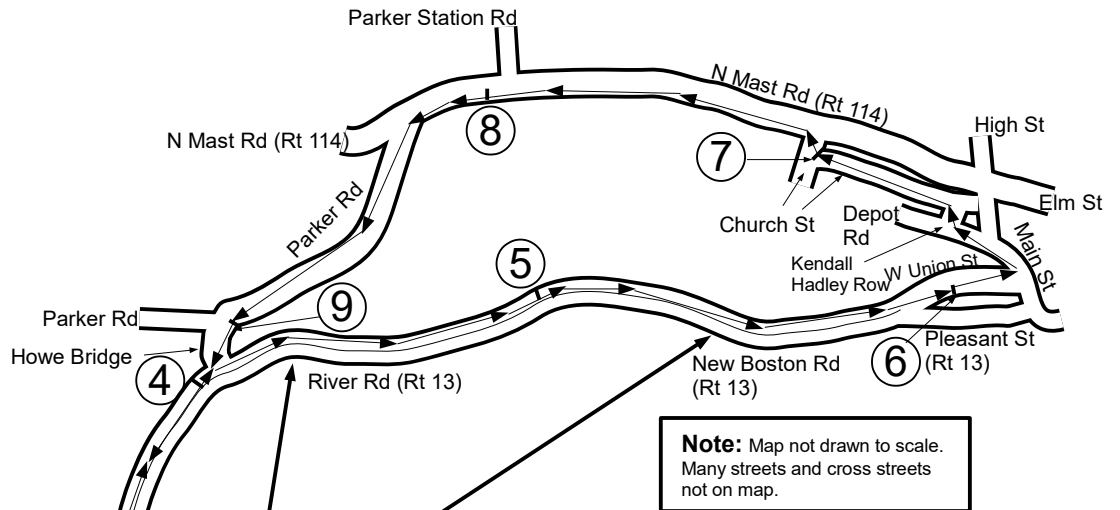 Parker Station Rd
N Mast Rd (Rt 114)
High St
8
N Mast Rd (Rt 114)
7
Elm St
Church St
Depot
Rd
Parker Rd
Main St
5
Kendall
Hadley Row
W Union St
Parker Rd
9
Howe Bridge
4
6
Pleasant St
(Rt 13)
River Rd (Rt 13)
New Boston Rd
(Rt 13)
Note: Map not drawn to scale.
Many streets and cross streets
not on map.